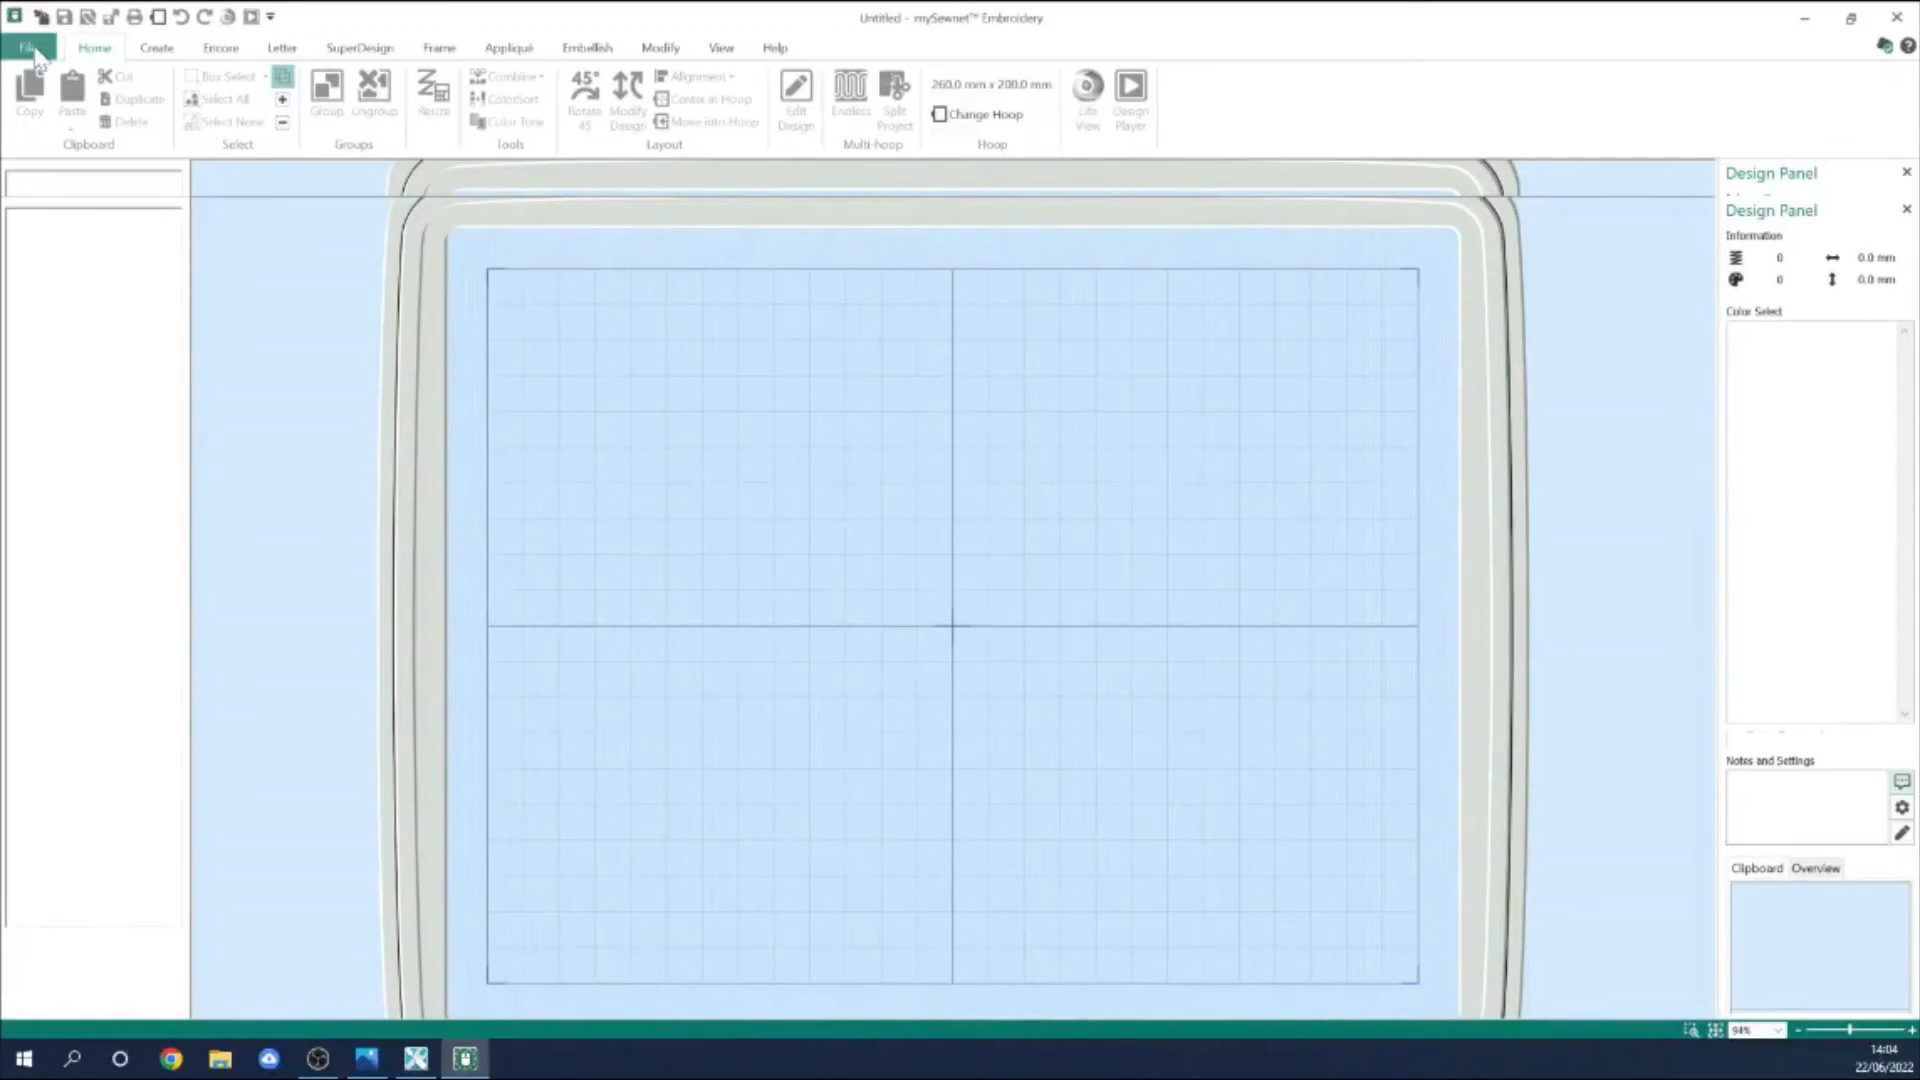 Untitled - mySewnet™ Embroidery
File Home Create Encore Letter SuperDesign Frame Appliqué Embellish Modify View Help
Copy
Paste
Cut
Duplicate
Delete
Clipboard
Box Select
Select All
Select None
Select
Group
Ungroup
Groups
Resize
Combine
ColorSort
Color Tone
Tools
45°
Rotate
45
Modify
Design
Alignment
Center in Hoop
Move into Hoop
Layout
Edit
Design
Endless
Split
Project
Multi-hoop
260.0 mm x 200.0 mm
Change Hoop
Hoop
Life
View
Design
Player
Design Panel
Design Panel
Information
0 0.0 mm
0 0.0 mm
Color Select
Notes and Settings
Clipboard Overview
94%
14:04
22/06/2022